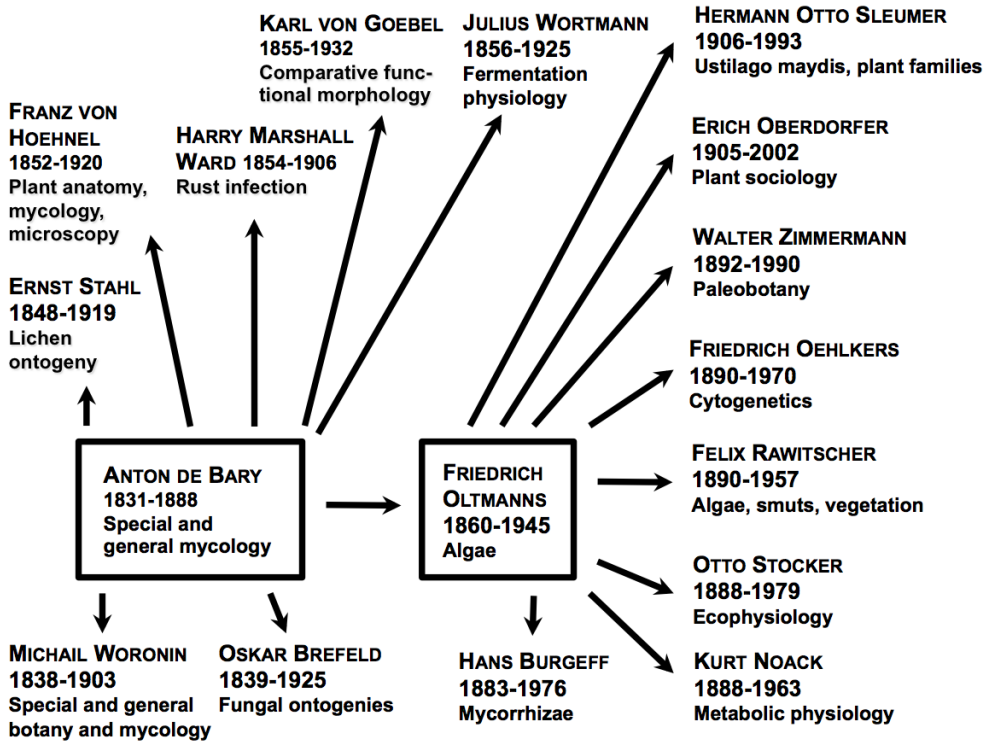 KARL VON GOEBEL
1855-1932
Comparative func-
tional morphology
JULIUS WORTMANN
1856-1925
Fermentation
physiology
HERMANN OTTO SLEUMER
1906-1993
Ustilago maydis, plant families
FRANZ VON
HOEHNEL
1852-1920
Plant anatomy,
mycology,
microscopy
HARRY MARSHALL
WARD 1854-1906
Rust infection
ERICH OBERDORFER
1905-2002
Plant sociology
WALTER ZIMMERMANN
1892-1990
Paleobotany
ERNST STAHL
1848-1919
Lichen
ontogeny
FRIEDRICH OEHLKERS
1890-1970
Cytogenetics
ANTON DE BARY
1831-1888
Special and
general mycology
FRIEDRICH
OLTMANNS
1860-1945
Algae
FELIX RAWITSCHER
1890-1957
Algae, smuts, vegetation
OTTO STOCKER
1888-1979
Ecophysiology
MICHAIL WORONIN
1838-1903
Special and general
botany and mycology
OSKAR BREFELD
1839-1925
Fungal ontogenies
HANS BURGEFF
1883-1976
Mycorrhizae
KURT NOACK
1888-1963
Metabolic physiology